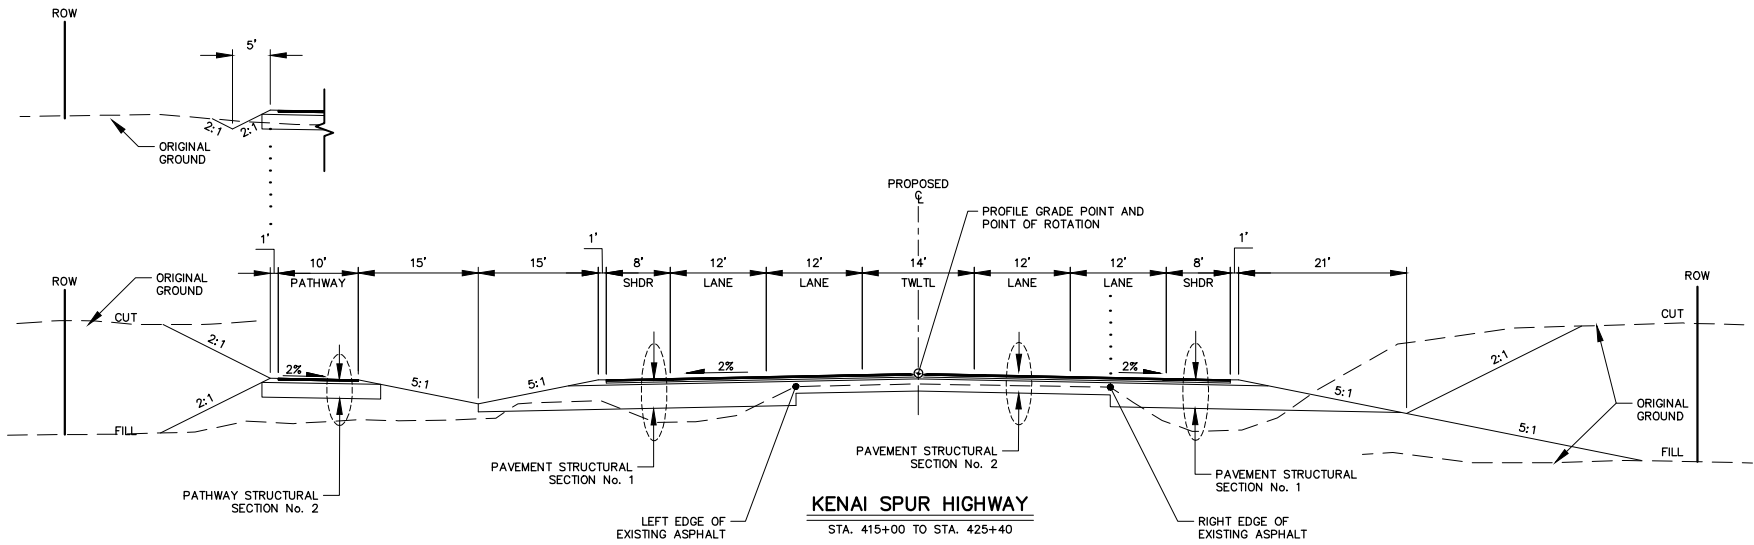 ROW
5'
2:1
2:1
ORIGINAL
GROUND
PROPOSED
℄
PROFILE GRADE POINT AND
POINT OF ROTATION
1'
1'
1'
10'
15'
15'
8'
12'
12'
14'
12'
12'
8'
21'
PATHWAY
SHDR
LANE
LANE
TWLTL
LANE
LANE
SHDR
ROW
ORIGINAL
GROUND
ROW
CUT
CUT
2:1
2%
2%
2%
2:1
5:1
5:1
5:1
2:1
ORIGINAL
GROUND
FILL
5:1
FILL
PAVEMENT STRUCTURAL
SECTION No. 2
PAVEMENT STRUCTURAL
SECTION No. 1
PAVEMENT STRUCTURAL
SECTION No. 1
PATHWAY STRUCTURAL
SECTION No. 2
KENAI SPUR HIGHWAY
STA. 415+00 TO STA. 425+40
LEFT EDGE OF
EXISTING ASPHALT
RIGHT EDGE OF
EXISTING ASPHALT